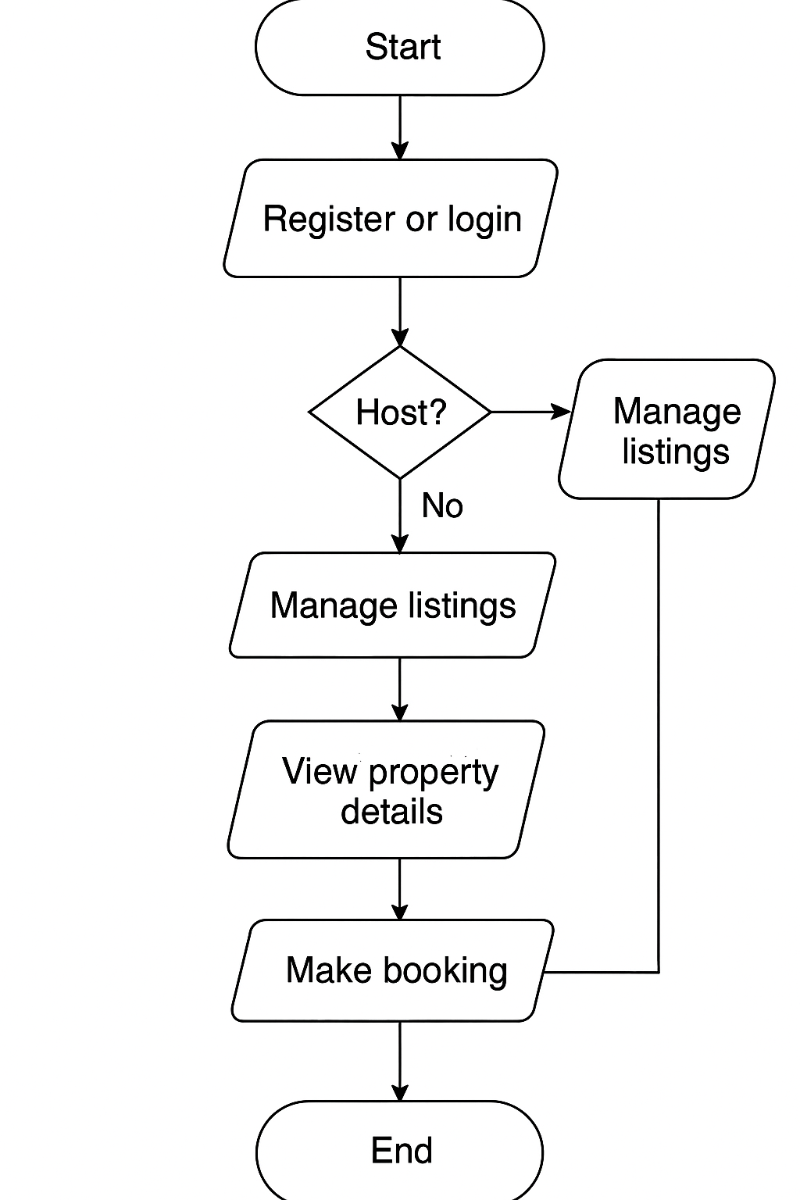 Start
Register or login
Host?
Manage
listings
No
Manage listings
View property
details
Make booking
End